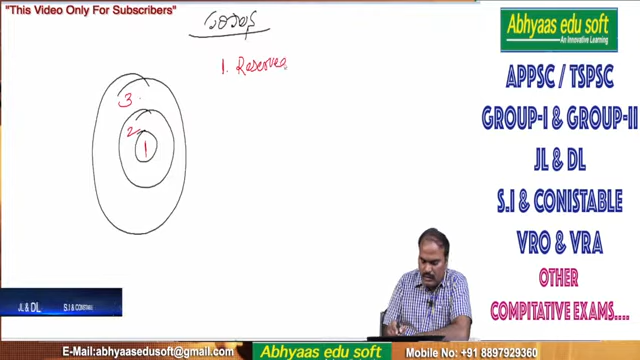 "This Video Only For Subscribers"
1. Reserved
3.
2
1
Abhyaas edu soft
An Innovative Learning
APPSC / TSPSC
GROUP-I & GROUP-II
JL & DL
S.I & CONISTABLE
VRO & VRA
OTHER
COMPITATIVE EXAMS....
JL & DL
S.I & CONISTABLE
E-Mail:abhyaasedusoft@gmail.com
Abhyaas edu soft
Mobile No: +91 8897929360